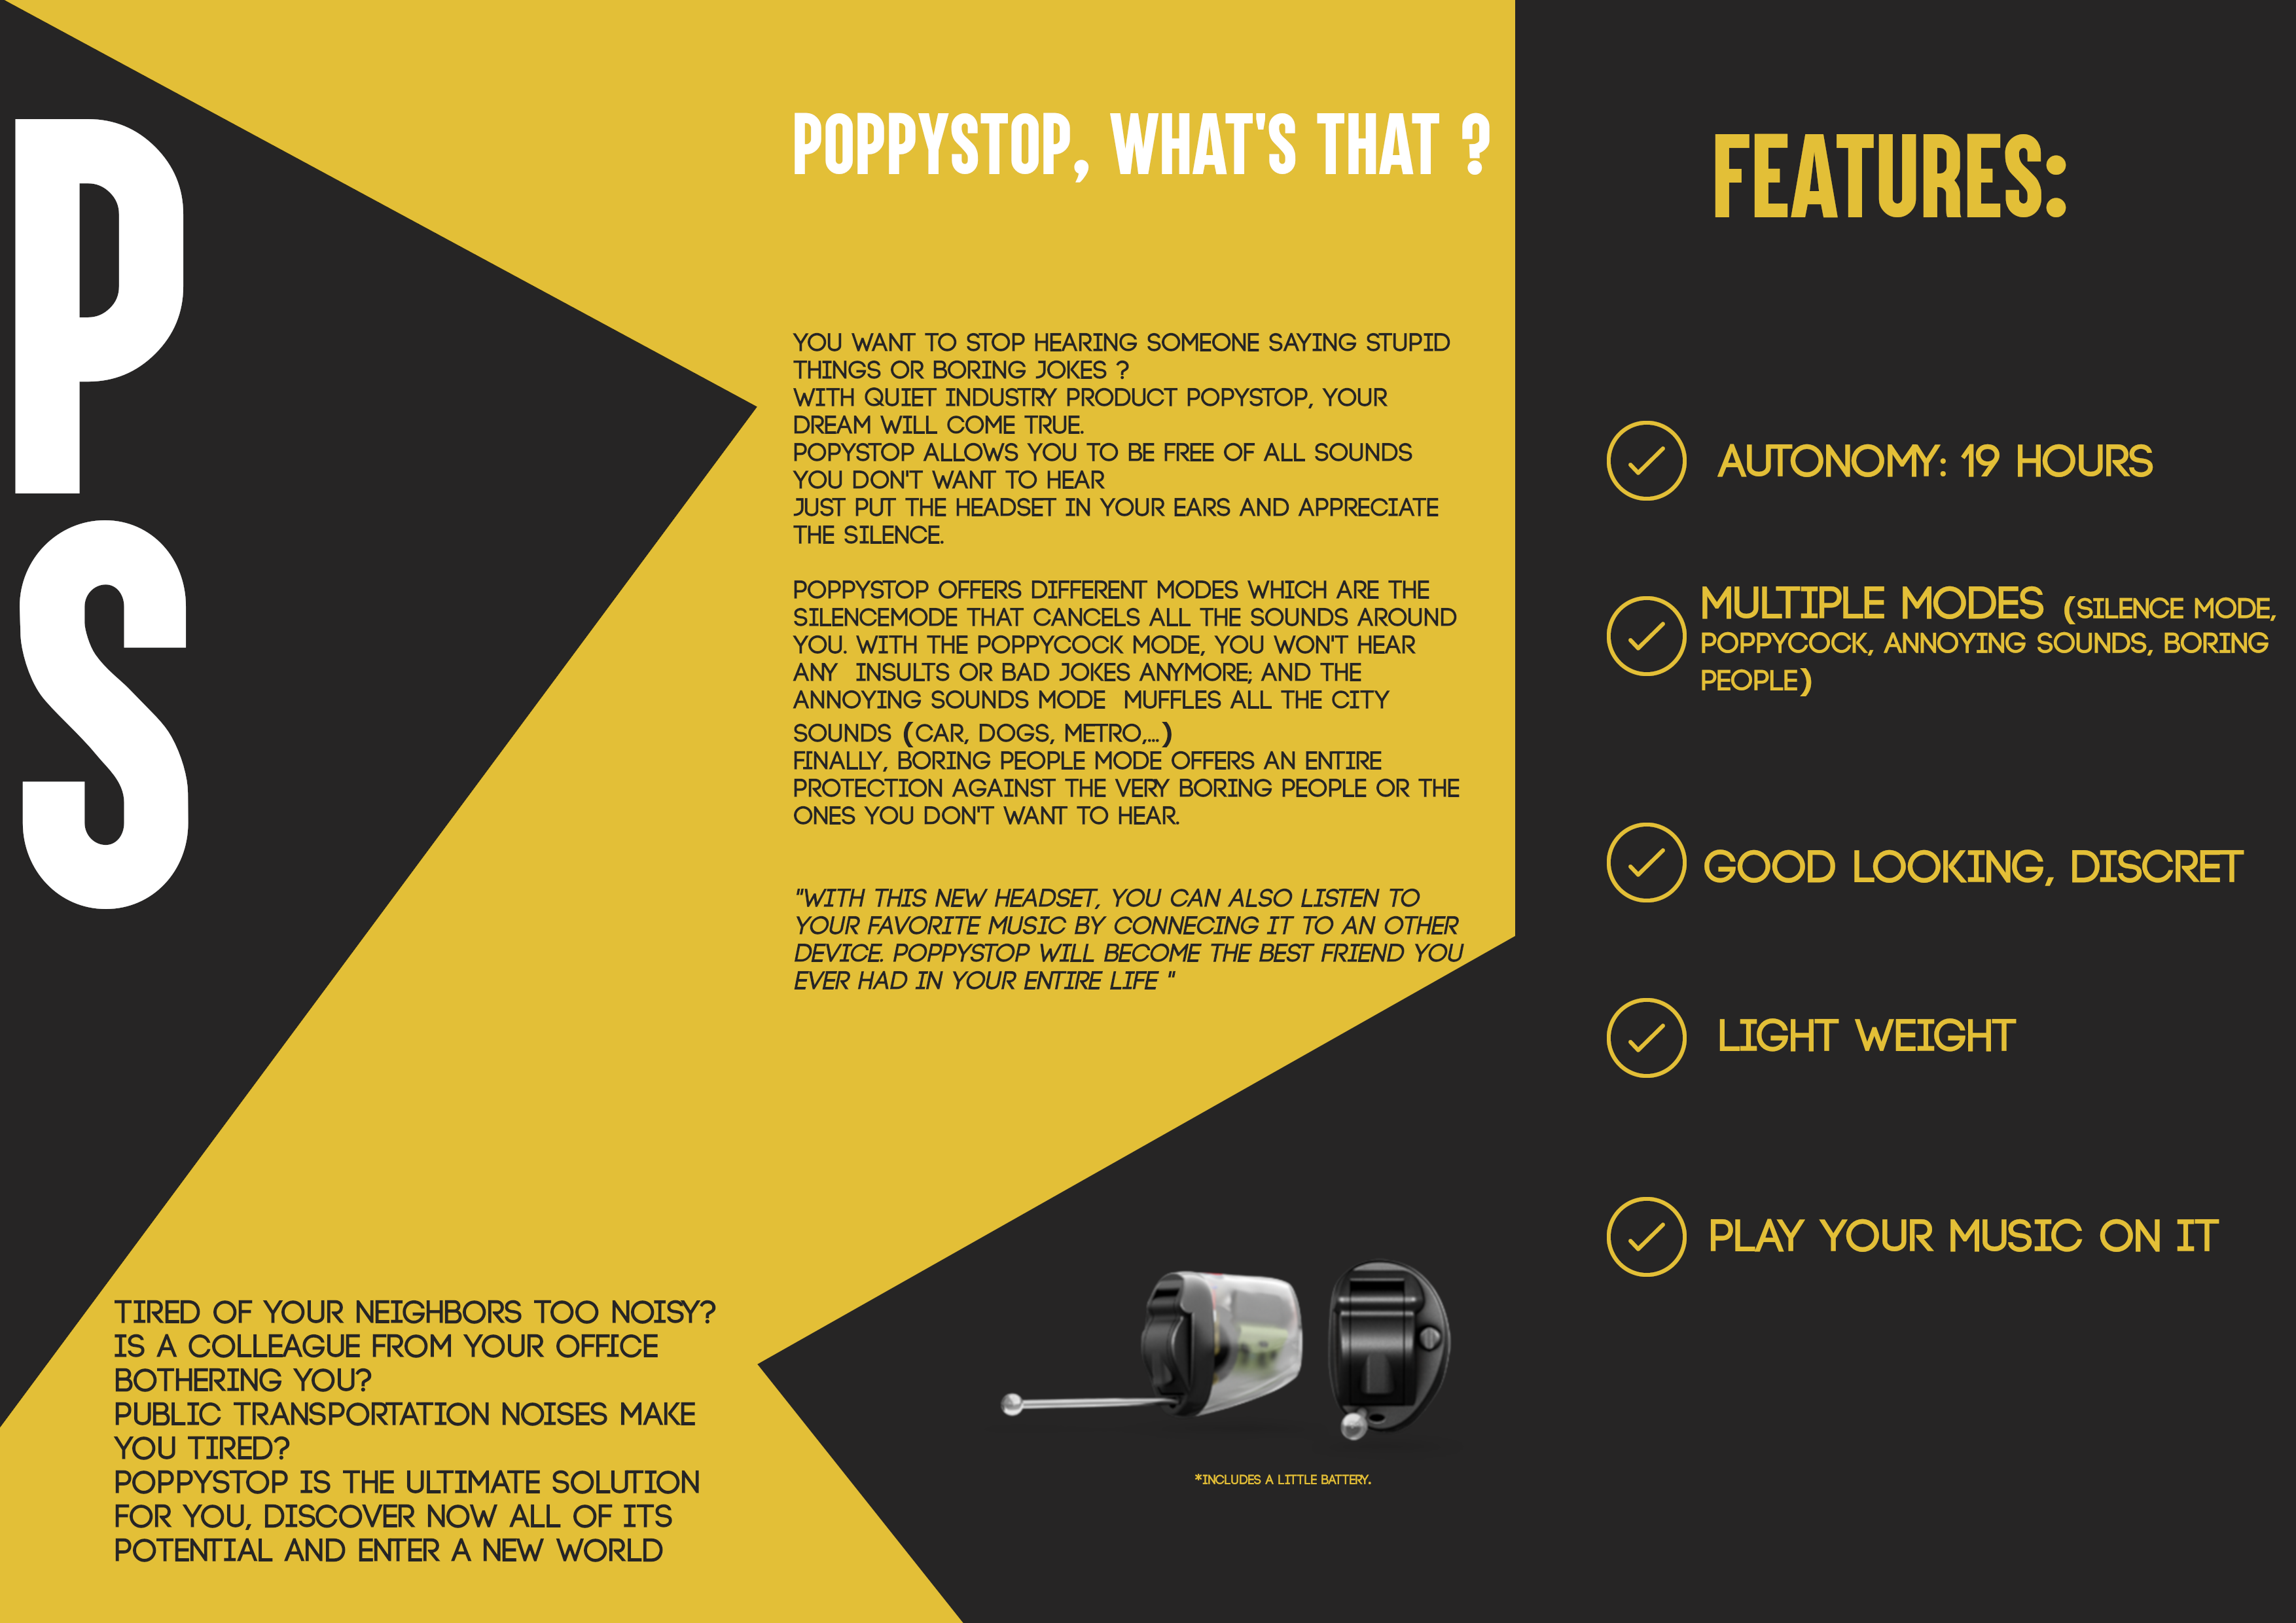 P
S
TIRED OF YOUR NEIGHBORS TOO NOISY?
IS A COLLEAGUE FROM YOUR OFFICE
BOTHERING YOU?
PUBLIC TRANSPORTATION NOISES MAKE
YOU TIRED?
POPPYSTOP IS THE ULTIMATE SOLUTION
FOR YOU, DISCOVER NOW ALL OF ITS
POTENTIAL AND ENTER A NEW WORLD
POPPYSTOP, WHAT'S THAT ?
YOU WANT TO STOP HEARING SOMEONE SAYING STUPID
THINGS OR BORING JOKES ?
WITH QUIET INDUSTRY PRODUCT POPYSTOP, YOUR
DREAM WILL COME TRUE.
POPYSTOP ALLOWS YOU TO BE FREE OF ALL SOUNDS
YOU DON'T WANT TO HEAR
JUST PUT THE HEADSET IN YOUR EARS AND APPRECIATE
THE SILENCE.
POPPYSTOP OFFERS DIFFERENT MODES WHICH ARE THE
SILENCEMODE THAT CANCELS ALL THE SOUNDS AROUND
YOU. WITH THE POPPYCOCK MODE, YOU WON'T HEAR
ANY INSULTS OR BAD JOKES ANYMORE; AND THE
ANNOYING SOUNDS MODE MUFFLES ALL THE CITY
SOUNDS (CAR, DOGS, METRO,...)
FINALLY, BORING PEOPLE MODE OFFERS AN ENTIRE
PROTECTION AGAINST THE VERY BORING PEOPLE OR THE
ONES YOU DON'T WANT TO HEAR.
"WITH THIS NEW HEADSET, YOU CAN ALSO LISTEN TO
YOUR FAVORITE MUSIC BY CONNECING IT TO AN OTHER
DEVICE. POPPYSTOP WILL BECOME THE BEST FRIEND YOU
EVER HAD IN YOUR ENTIRE LIFE "
*INCLUDES A LITTLE BATTERY.
FEATURES:
AUTONOMY: 19 HOURS
MULTIPLE MODES (SILENCE MODE,
POPPYCOCK, ANNOYING SOUNDS, BORING
PEOPLE)
GOOD LOOKING, DISCRET
LIGHT WEIGHT
PLAY YOUR MUSIC ON IT